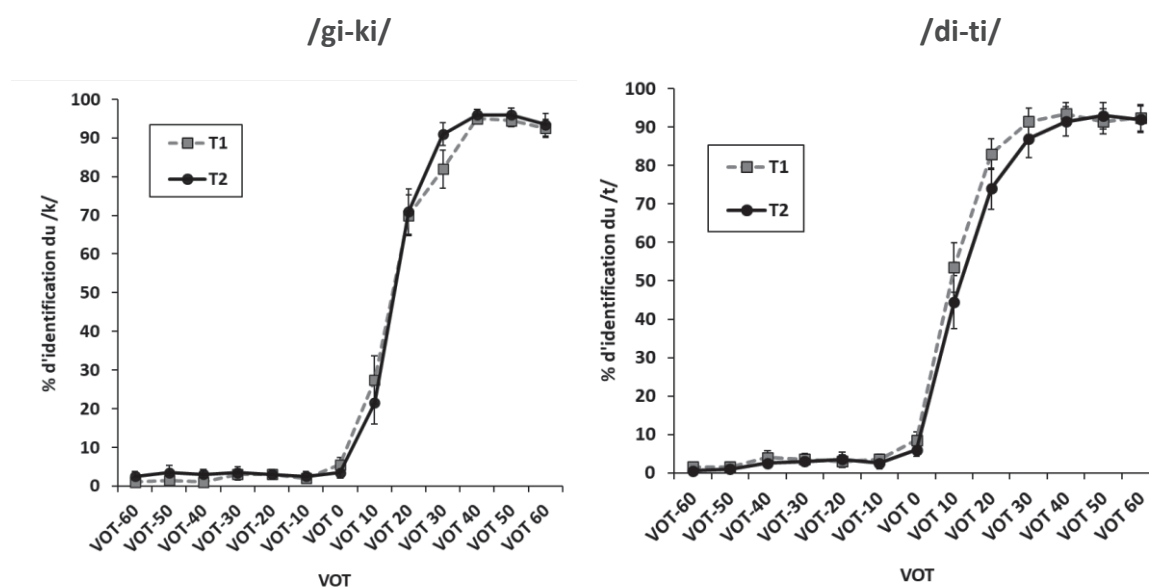 /gi-ki/
% d'identification du /k/
100
90
80
70
60
50
40
30
20
10
0
T1
T2
VOT-60
VOT-50
VOT-40
VOT-30
VOT-20
VOT-10
VOT 0
VOT 10
VOT 20
VOT 30
VOT 40
VOT 50
VOT 60
VOT
/di-ti/
% d'identification du /t/
100
90
80
70
60
50
40
30
20
10
0
T1
T2
VOT-60
VOT-50
VOT-40
VOT-30
VOT-20
VOT-10
VOT 0
VOT 10
VOT 20
VOT 30
VOT 40
VOT 50
VOT 60
VOT